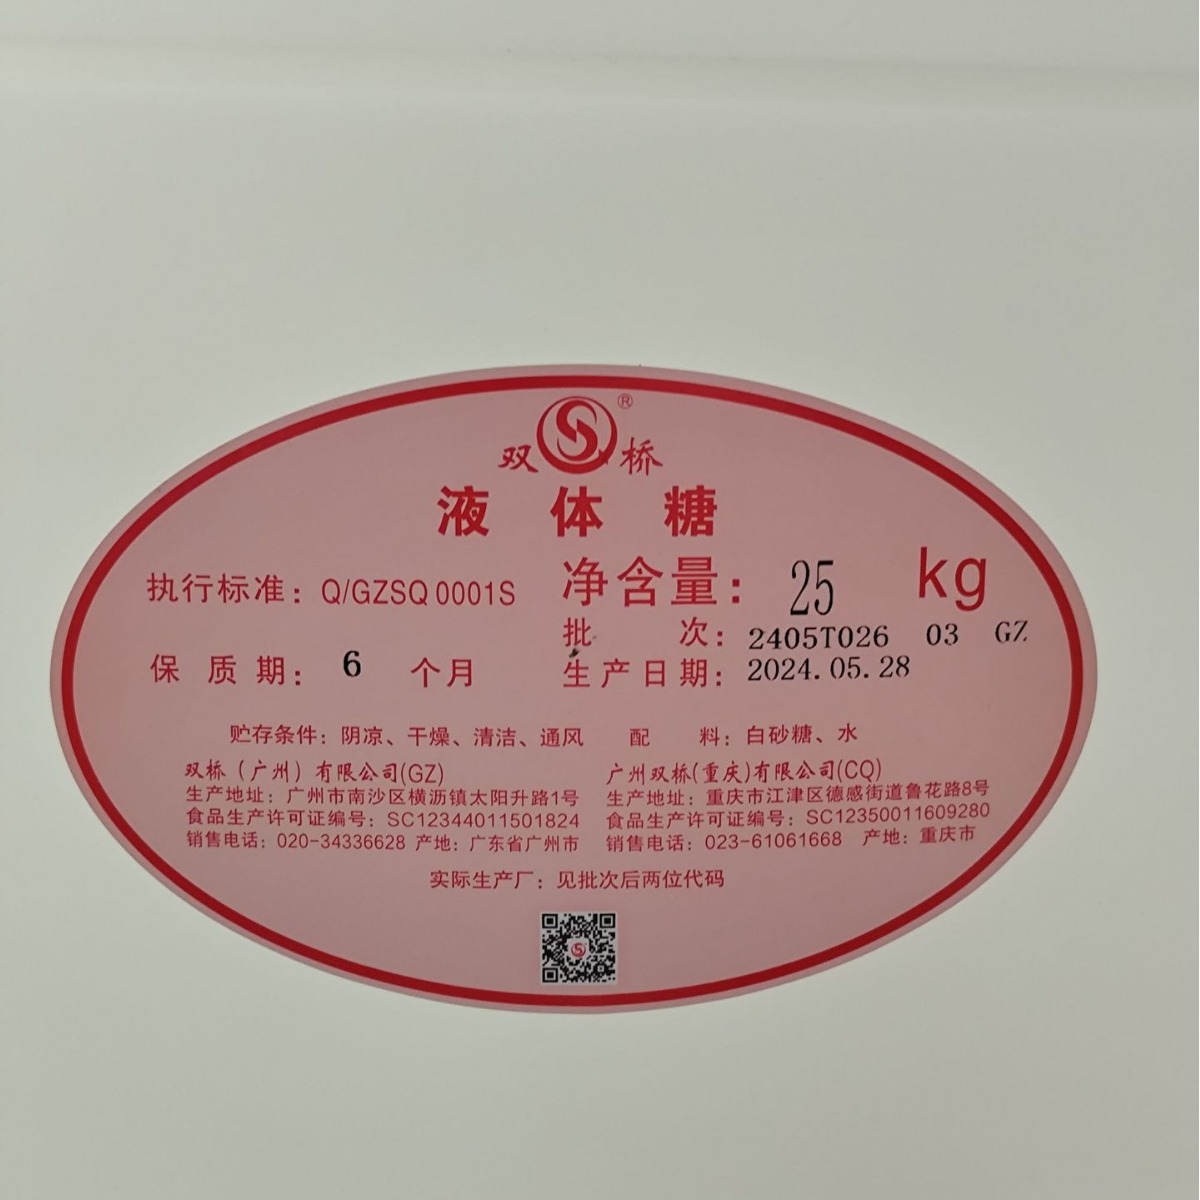 双桥®
液体糖
执行标准：Q/GZSQ 0001S
净含量：25 kg
批次：2405T026 03 GZ
保质期：6 个月
生产日期：2024.05.28
贮存条件：阴凉、干燥、清洁、通风
配料：白砂糖、水
双桥（广州）有限公司(GZ)
生产地址：广州市南沙区横沥镇太阳升路1号
食品生产许可证编号：SC12344011501824
销售电话：020-34336628 产地：广东省广州市
广州双桥(重庆)有限公司(CQ)
生产地址：重庆市江津区德感街道鲁花路8号
食品生产许可证编号：SC12350011609280
销售电话：023-61061668 产地：重庆市
实际生产厂：见批次后两位代码